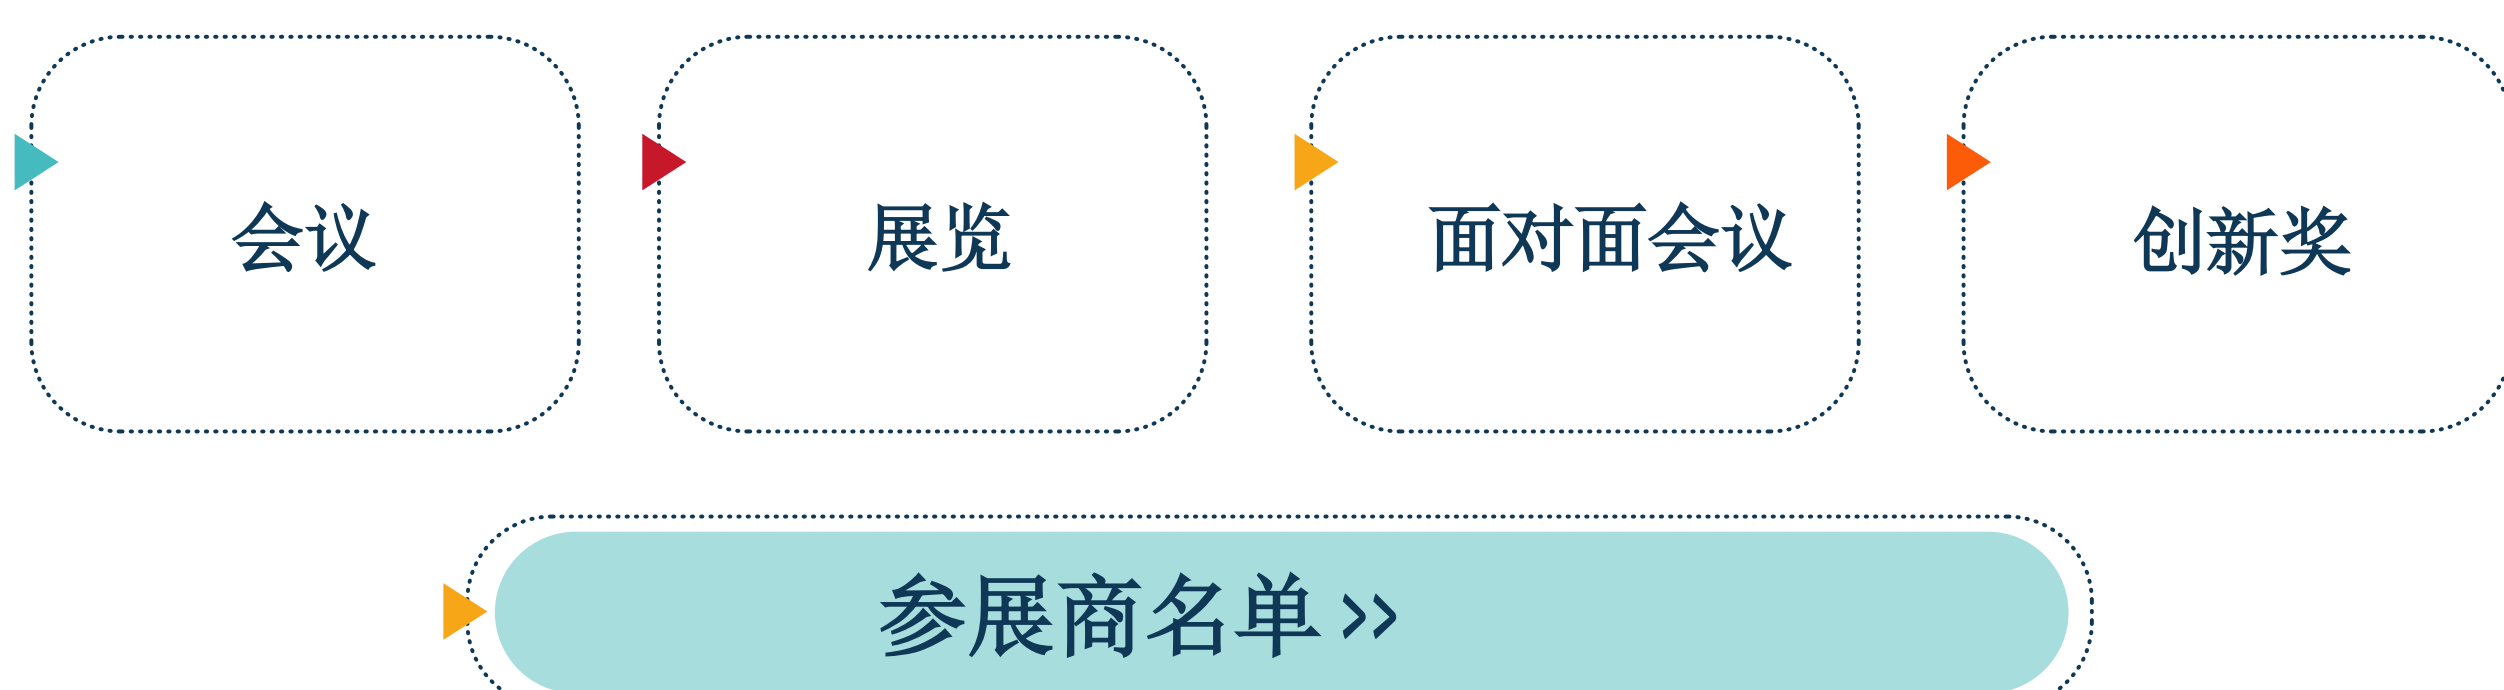 会议
展览
面对面会议
创新奖
参展商名单 >>